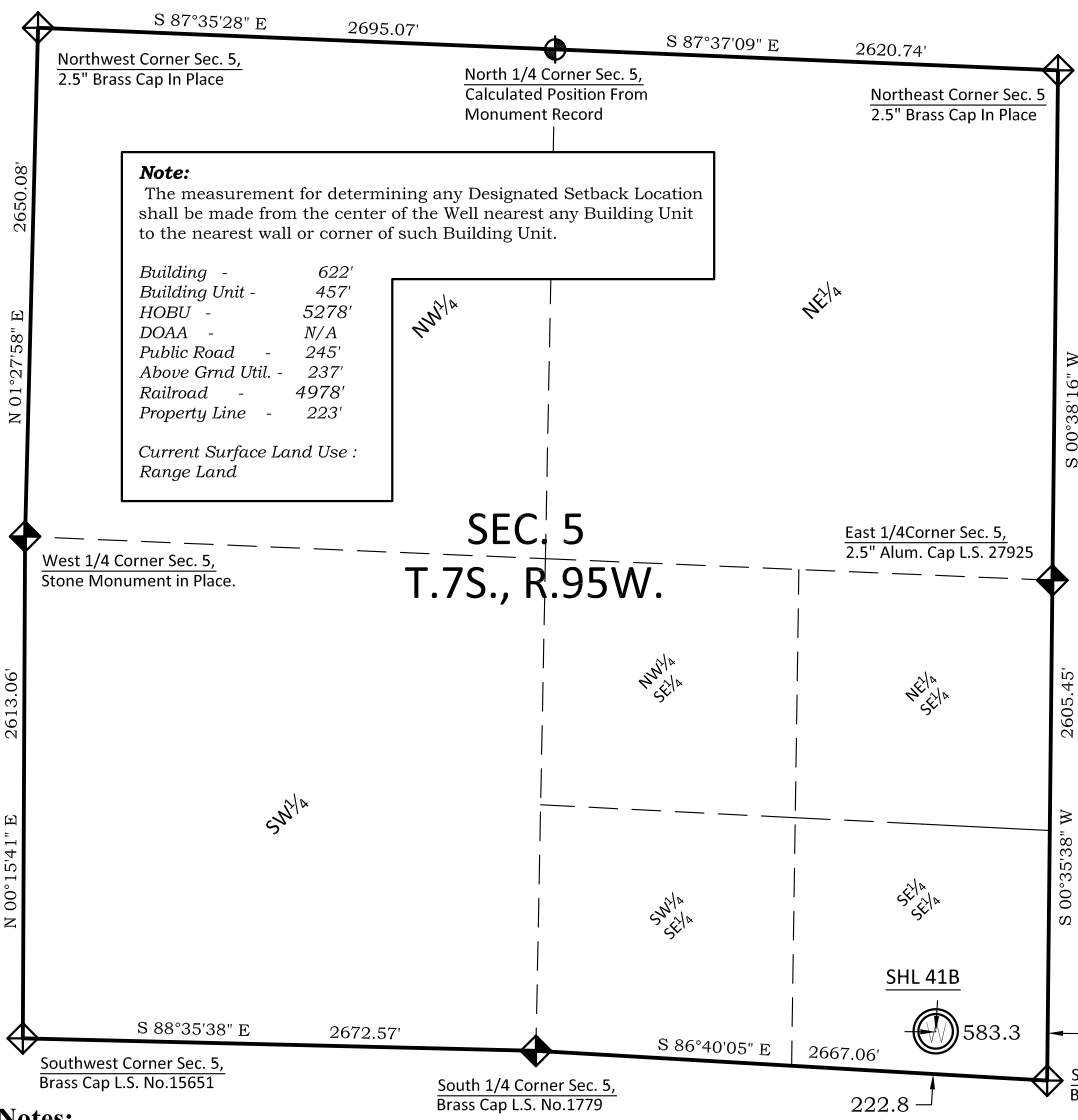 S 87°35'28" E 2695.07'
S 87°37'09" E 2620.74'
Northwest Corner Sec. 5,
2.5" Brass Cap In Place
North 1/4 Corner Sec. 5,
Calculated Position From
Monument Record
Northeast Corner Sec. 5
2.5" Brass Cap In Place
2650.08'
N 01°27'58" E
Note:
The measurement for determining any Designated Setback Location
shall be made from the center of the Well nearest any Building Unit
to the nearest wall or corner of such Building Unit.
Building - 622'
Building Unit - 457'
HOBU - 5278'
DOAA - N/A
Public Road - 245'
Above Grnd Util. - 237'
Railroad - 4978'
Property Line - 223'
Current Surface Land Use :
Range Land
NW¼
NE¼
S 00°38'16" W
SEC. 5
T.7S., R.95W.
West 1/4 Corner Sec. 5,
Stone Monument in Place.
East 1/4Corner Sec. 5,
2.5" Alum. Cap L.S. 27925
2613.06'
N 00°15'41" E
NW¼
SE¼
NE¼
SE¼
2605.45'
S 00°35'38" W
SW¼
SW¼
SE¼
SE¼
SE¼
SHL 41B
W
583.3
S 88°35'38" E 2672.57'
S 86°40'05" E 2667.06'
Southwest Corner Sec. 5,
Brass Cap L.S. No.15651
South 1/4 Corner Sec. 5,
Brass Cap L.S. No.1779
222.8
S
B
Notes: